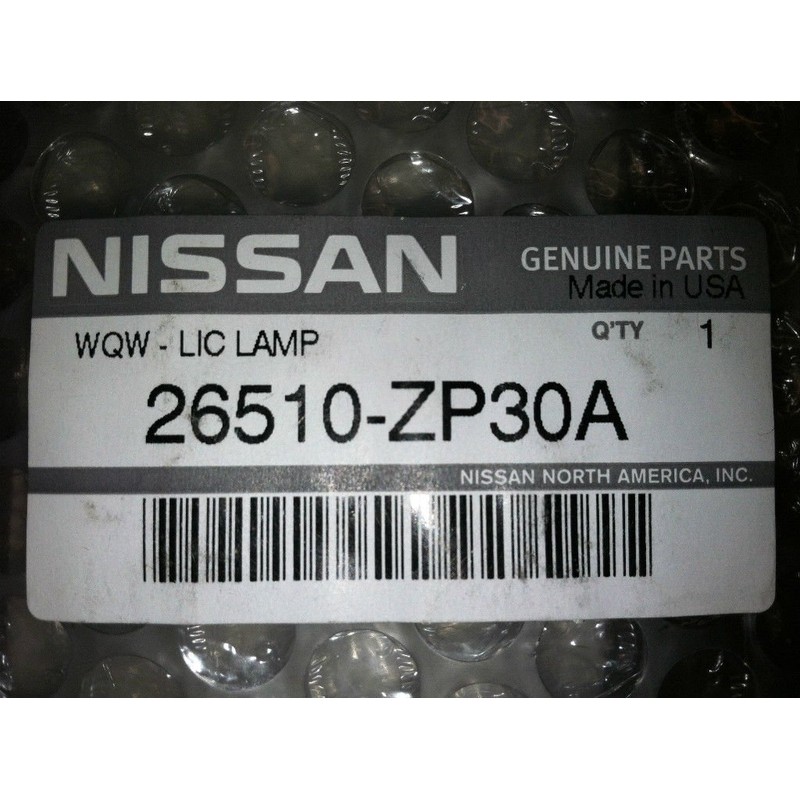 NISSAN
GENUINE PARTS
Made in USA
WQW - LIC LAMP
Q'TY 1
26510-ZP30A
NISSAN NORTH AMERICA, INC.